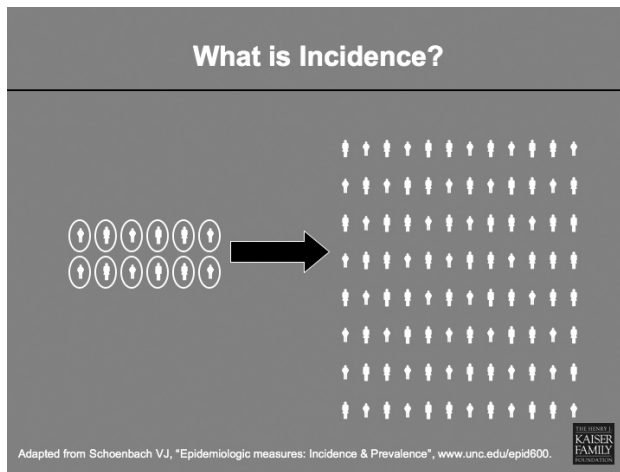 What is Incidence?
Adapted from Schoenbach VJ, "Epidemiologic measures: Incidence & Prevalence", www.unc.edu/epid600.
THE HENRY J.
KAISER
FAMILY
FOUNDATION